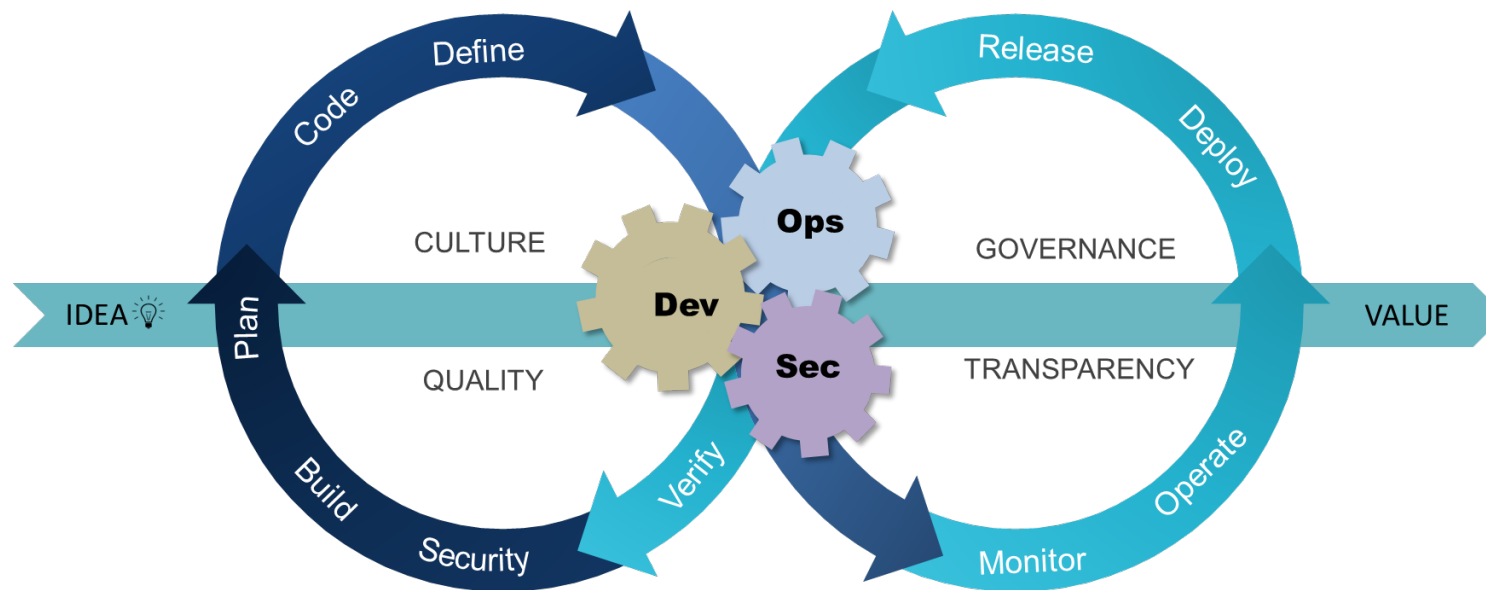 Define
Release
Code
Deploy
Ops
CULTURE
GOVERNANCE
IDEA
Plan
Dev
VALUE
QUALITY
Sec
TRANSPARENCY
Verify
Operate
Build
Security
Monitor